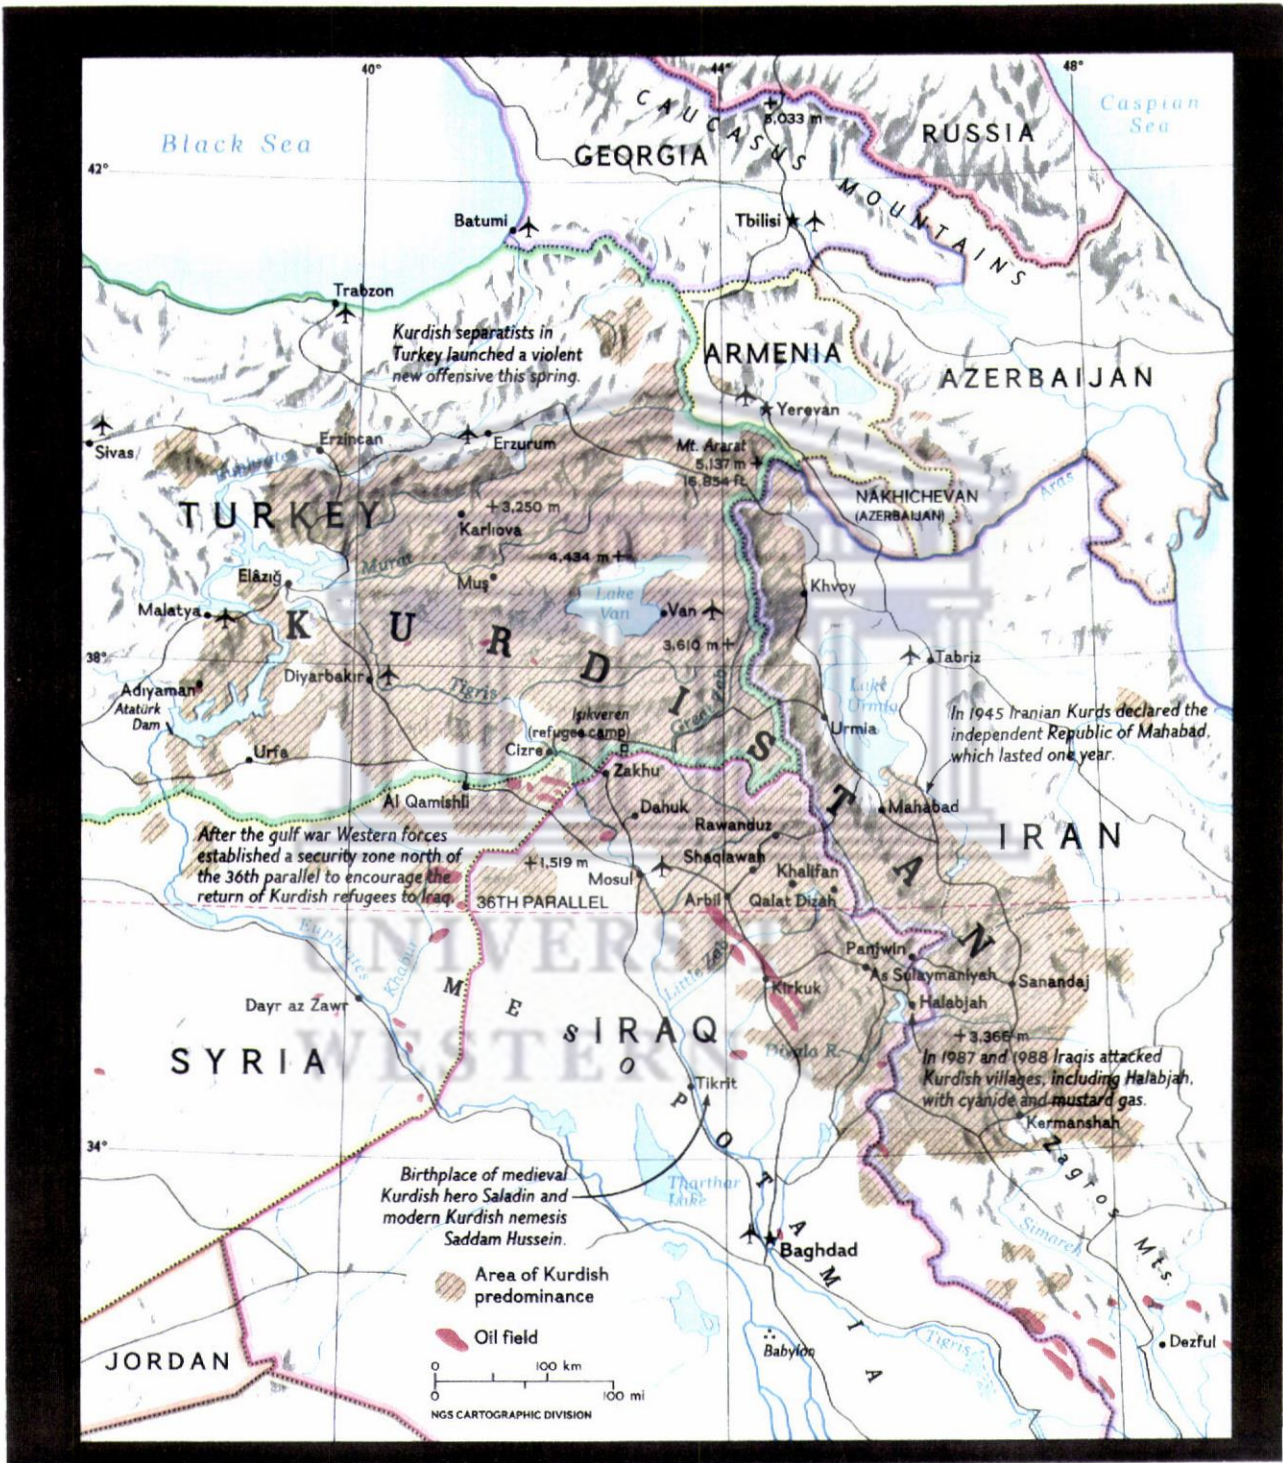 40°
44°
48°
Black Sea
CAUCASUS MOUNTAINS
5,033 m
RUSSIA
Caspian
Sea
GEORGIA
42°
Batumi
Tbilisi
Trabzon
Kurdish separatists in
Turkey launched a violent
new offensive this spring.
ARMENIA
AZERBAIJAN
Yerevan
Sivas
Erzincan
Erzurum
Euphrates
Mt. Ararat
5,137 m
16,854 ft.
NAKHICHEVAN
(AZERBAIJAN)
Aras
TURKEY
3,250 m
Karlıova
4,434 m
Murat
Muş
Elâzığ
Lake
Van
Van
Khvoy
Malatya
KURDISTAN
3,610 m
38°
Diyarbakır
Tabriz
Adıyaman
Atatürk
Dam
Tigris
Great Zab
Lake
Urmia
In 1945 Iranian Kurds declared the
independent Republic of Mahabad,
which lasted one year.
Işıkveren
(refugee camp)
Urmia
Urfa
Cizre
Zakhu
Al Qamishli
Dahuk
Mahabad
Rawanduz
IRAN
After the gulf war Western forces
established a security zone north of
the 36th parallel to encourage the
return of Kurdish refugees to Iraq.
1,519 m
Mosul
Shaqlawah
Khalifan
36TH PARALLEL
Arbil
Qalat Dizah
UNIVERSITY
Euphrates
Khabur
Little Zab
Panjwin
As Sulaymaniyah
Sanandaj
MESOPOTAMIA
Kirkuk
Dayr az Zawr
Halabjah
IRAQ
WESTERN
SYRIA
Diyala R.
3,366 m
In 1987 and 1988 Iraqis attacked
Kurdish villages, including Halabjah,
with cyanide and mustard gas.
Tikrit
Kermanshah
34°
Zagros Mts.
Birthplace of medieval
Kurdish hero Saladin and
modern Kurdish nemesis
Saddam Hussein.
Tharthar
Lake
Simareh
Baghdad
Area of Kurdish
predominance
Oil field
Tigris
Dezful
Babylon
JORDAN
0 100 km
0 100 mi
NGS CARTOGRAPHIC DIVISION